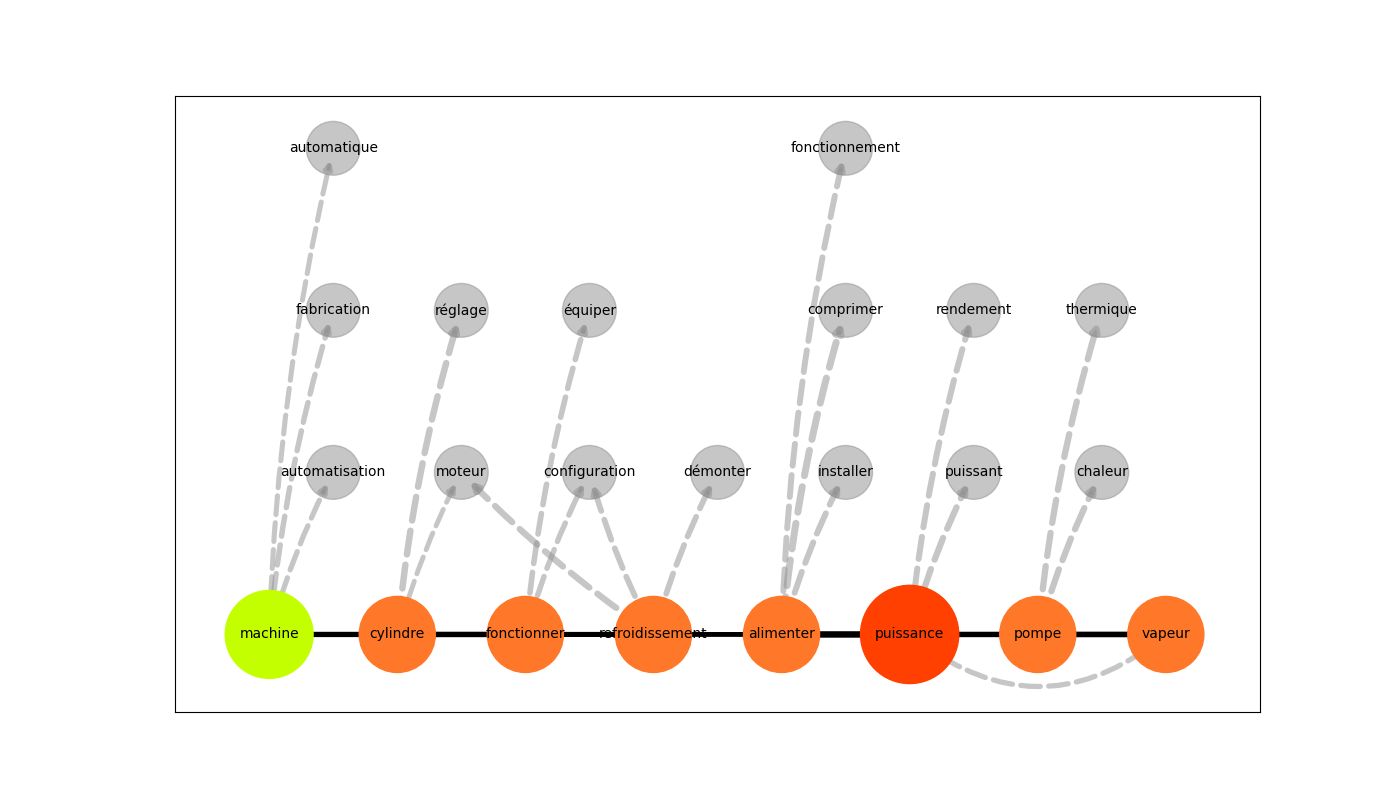 automatique
fonctionnement
fabrication
réglage
équiper
comprimer
rendement
thermique
automatisation
moteur
configuration
démonter
installer
puissant
chaleur
machine
cylindre
fonctionner
refroidissement
alimenter
puissance
pompe
vapeur